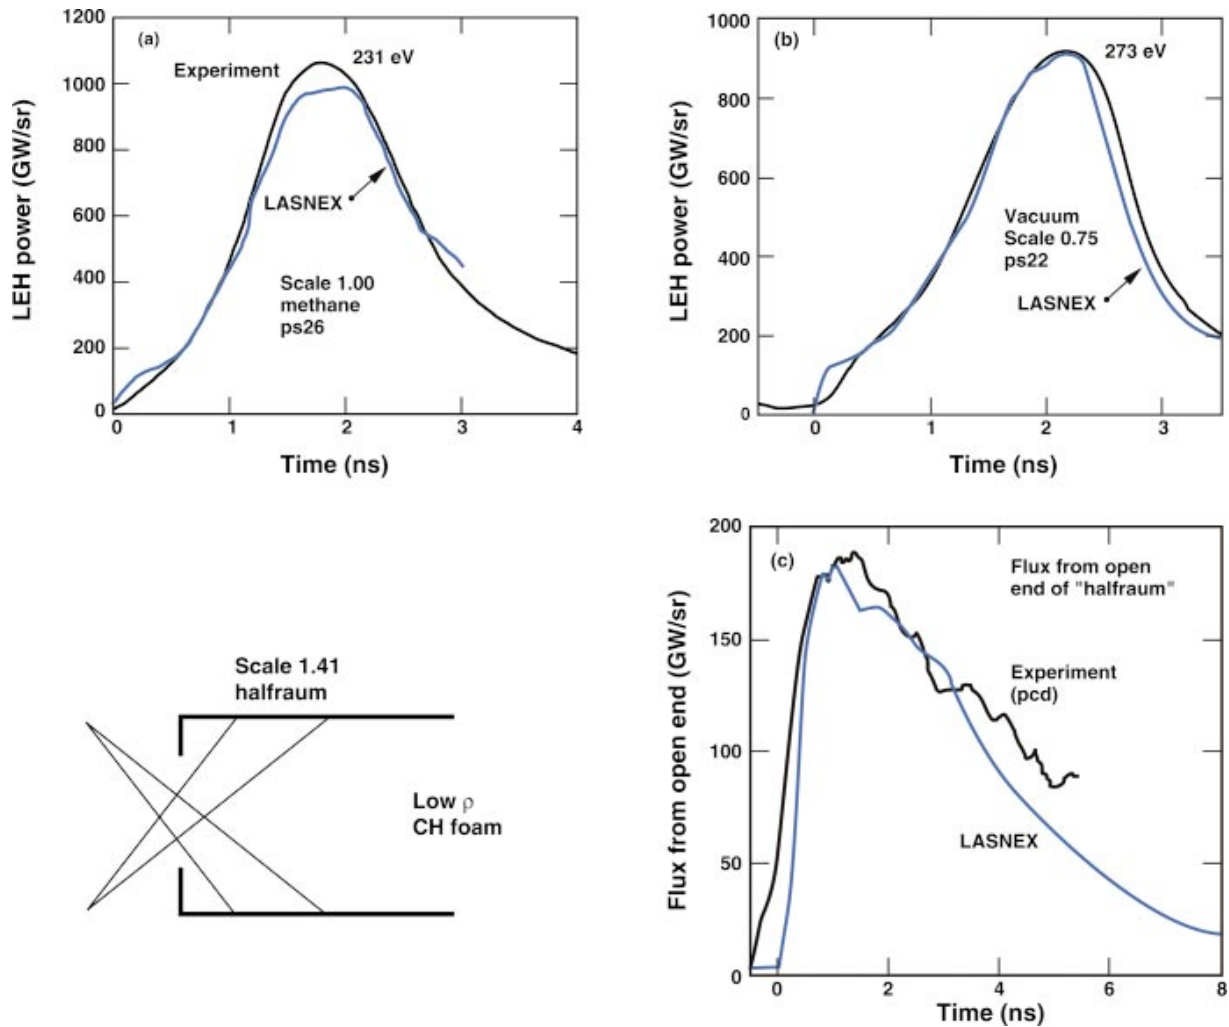 (a)
231 eV
Experiment
LASNEX
Scale 1.00
methane
ps26
LEH power (GW/sr)
1200
1000
800
600
400
200
0
0 1 2 3 4
Time (ns)
(b)
273 eV
Vacuum
Scale 0.75
ps22
LASNEX
LEH power (GW/sr)
1000
800
600
400
200
0
0 1 2 3
Time (ns)
Scale 1.41
halfraum
Low ρ
CH foam
(c)
Flux from open
end of "halfraum"
Experiment
(pcd)
LASNEX
Flux from open end (GW/sr)
200
150
100
50
0
0 2 4 6 8
Time (ns)